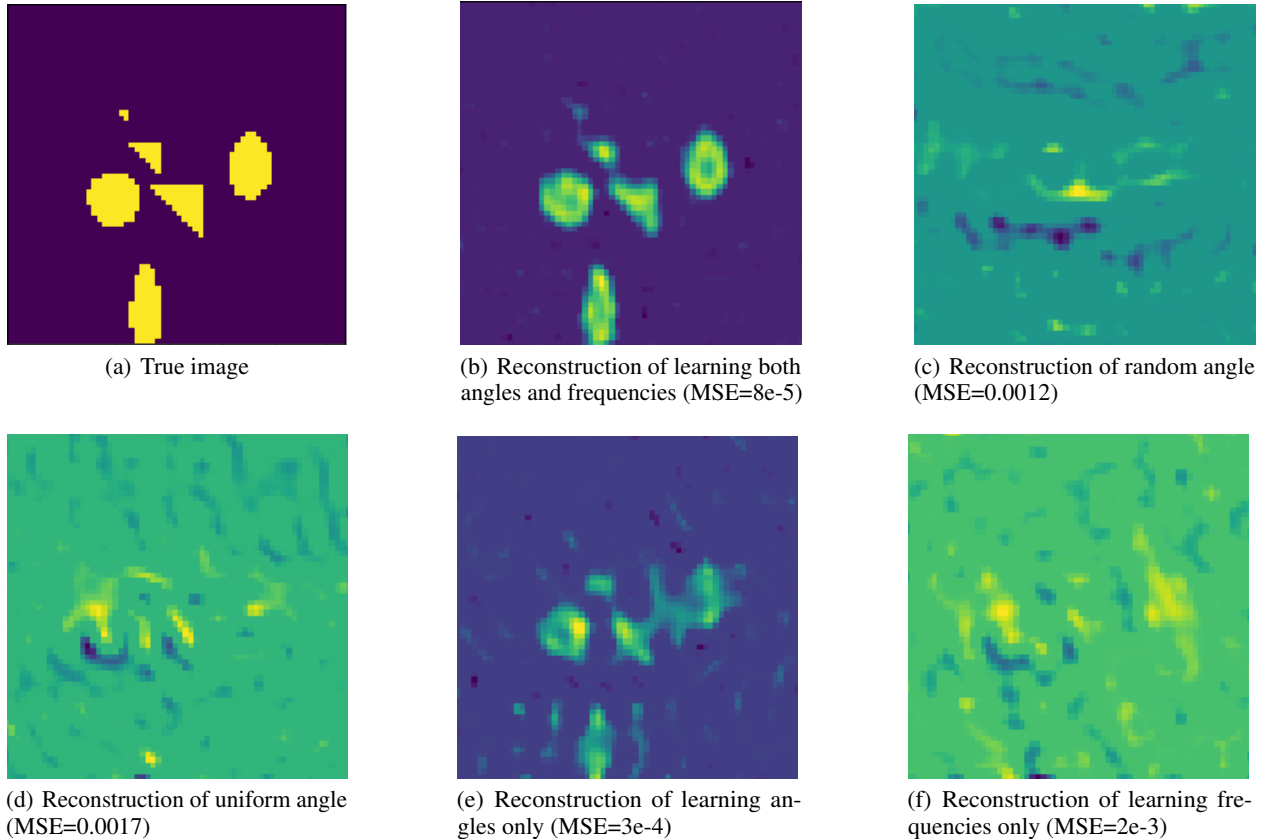 (a) True image
(b) Reconstruction of learning both
angles and frequencies (MSE=8e-5)
(c) Reconstruction of random angle
(MSE=0.0012)
(d) Reconstruction of uniform angle
(MSE=0.0017)
(e) Reconstruction of learning an-
gles only (MSE=3e-4)
(f) Reconstruction of learning fre-
quencies only (MSE=2e-3)